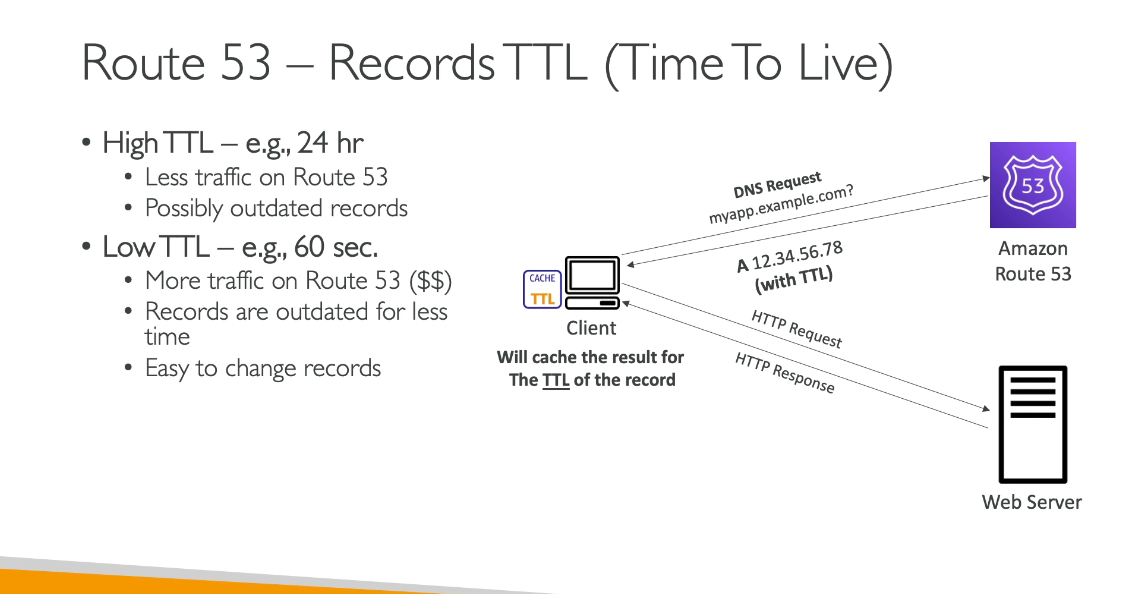 Route 53 – Records TTL (Time To Live)
• High TTL – e.g., 24 hr
• Less traffic on Route 53
• Possibly outdated records
• Low TTL – e.g., 60 sec.
• More traffic on Route 53 ($$)
• Records are outdated for less
time
• Easy to change records
DNS Request
myapp.example.com?
53
Amazon
Route 53
A 12.34.56.78
(with TTL)
CACHE
TTL
Client
Will cache the result for
The TTL of the record
HTTP Request
HTTP Response
Web Server